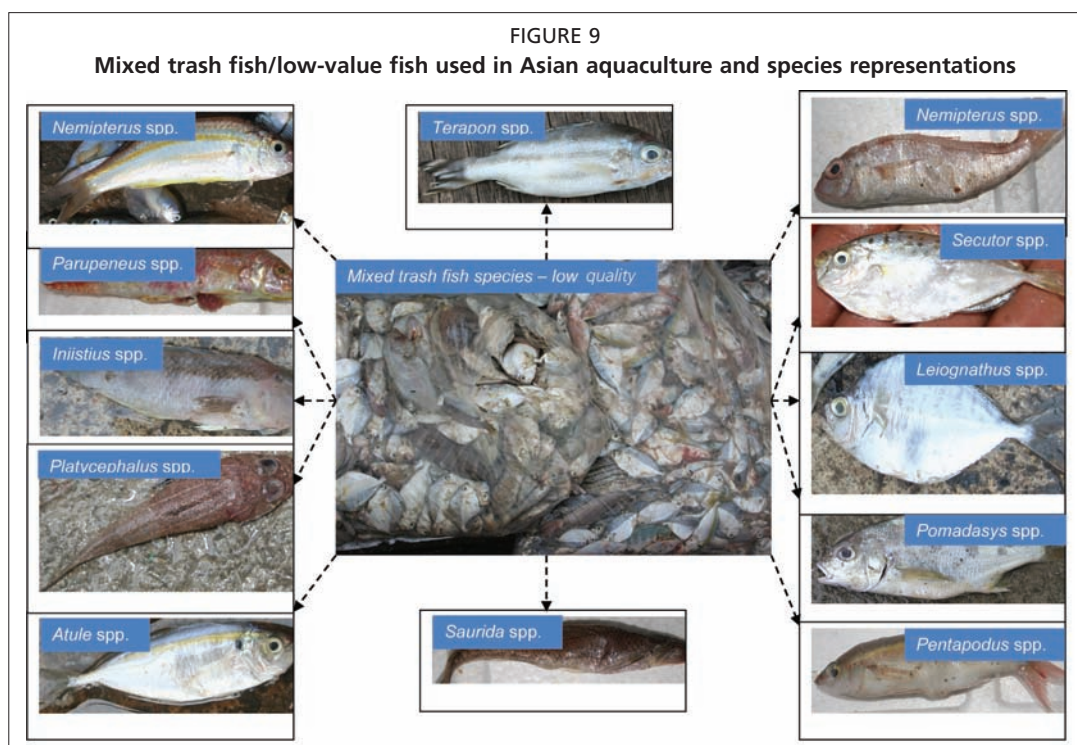 FIGURE 9
Mixed trash fish/low-value fish used in Asian aquaculture and species representations
Nemipterus spp.
Terapon spp.
Nemipterus spp.
Parupeneus spp.
Secutor spp.
Mixed trash fish species – low quality
Iniistius spp.
Leiognathus spp.
Platycephalus spp.
Pomadasys spp.
Atule spp.
Saurida spp.
Pentapodus spp.